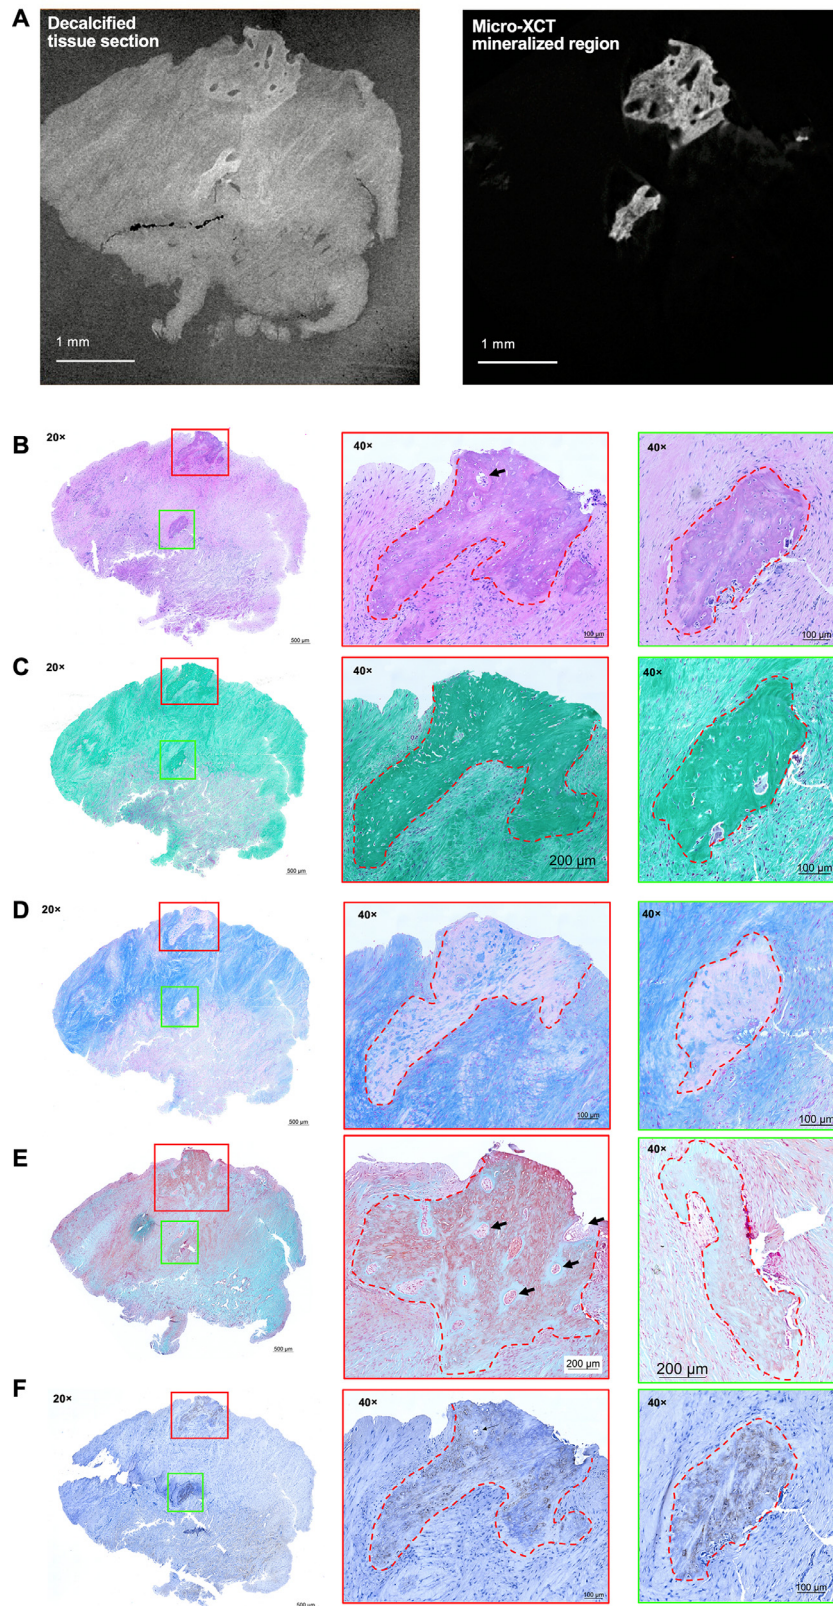 A
Decalcified
tissue section
1 mm
Micro-XCT
mineralized region
1 mm
B
20×
500 µm
40×
100 µm
40×
100 µm
C
20×
500 µm
40×
200 µm
40×
100 µm
D
20×
500 µm
40×
100 µm
40×
100 µm
E
20×
500 µm
40×
200 µm
40×
200 µm
F
20×
500 µm
40×
100 µm
40×
100 µm